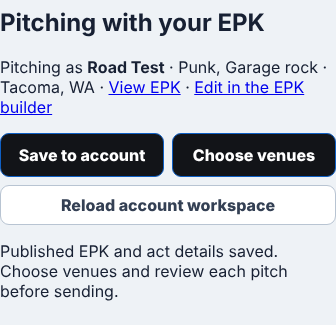 Pitching with your EPK
Pitching as Road Test · Punk, Garage rock ·
Tacoma, WA · View EPK · Edit in the EPK
builder
Save to account
Choose venues
Reload account workspace
Published EPK and act details saved.
Choose venues and review each pitch
before sending.